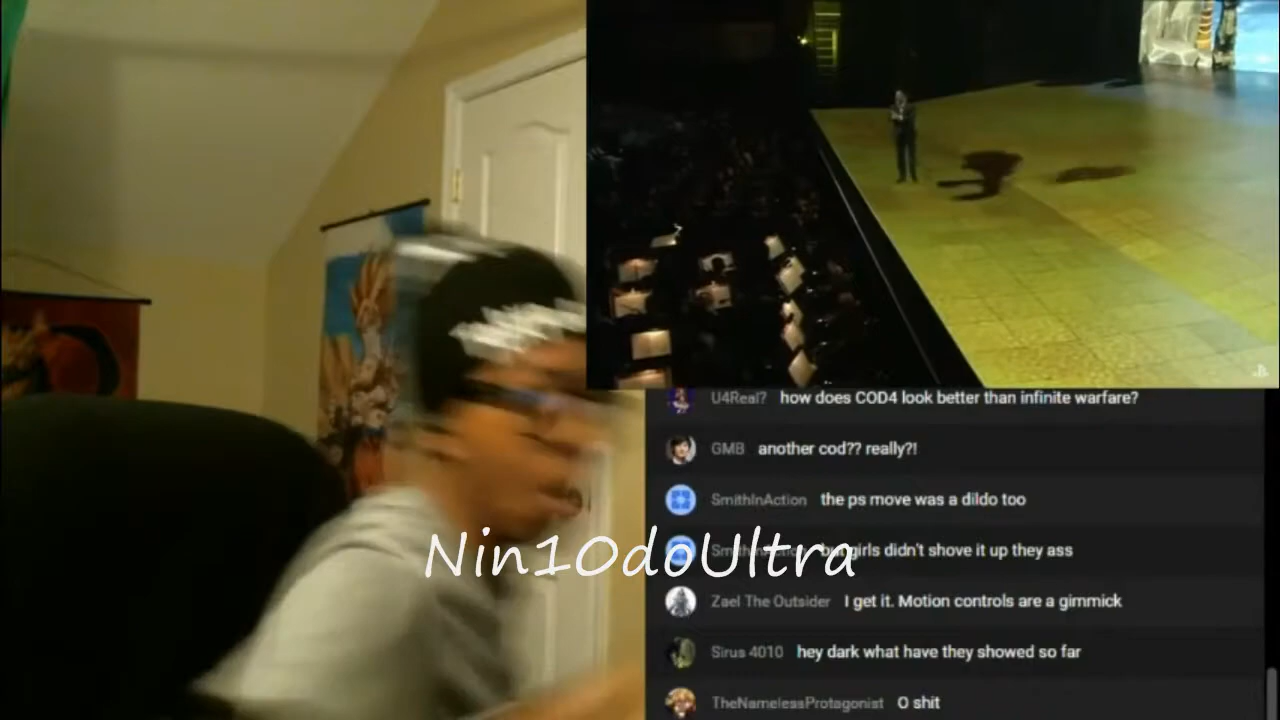 U4Real? how does COD4 look better than infinite warfare?
GMB another cod?? really?!
SmithInAction the ps move was a dildo too
Nin10doUltra
SmithInAction but girls didn't shove it up they ass
Zael The Outsider I get it. Motion controls are a gimmick
Sirus 4010 hey dark what have they showed so far
TheNamelessProtagonist O shit